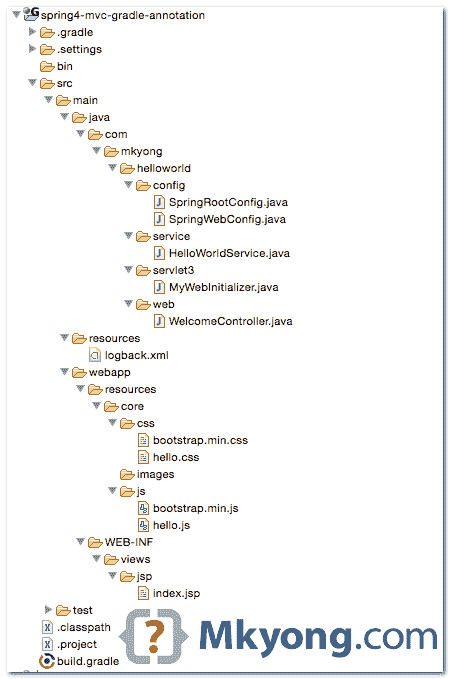 spring4-mvc-gradle-annotation
.gradle
.settings
bin
src
main
java
com
mkyong
helloworld
config
SpringRootConfig.java
SpringWebConfig.java
service
HelloWorldService.java
servlet3
MyWebInitializer.java
web
WelcomeController.java
resources
logback.xml
webapp
resources
core
css
bootstrap.min.css
hello.css
images
js
bootstrap.min.js
hello.js
WEB-INF
views
jsp
index.jsp
test
.classpath
.project
build.gradle
{?} Mkyong.com